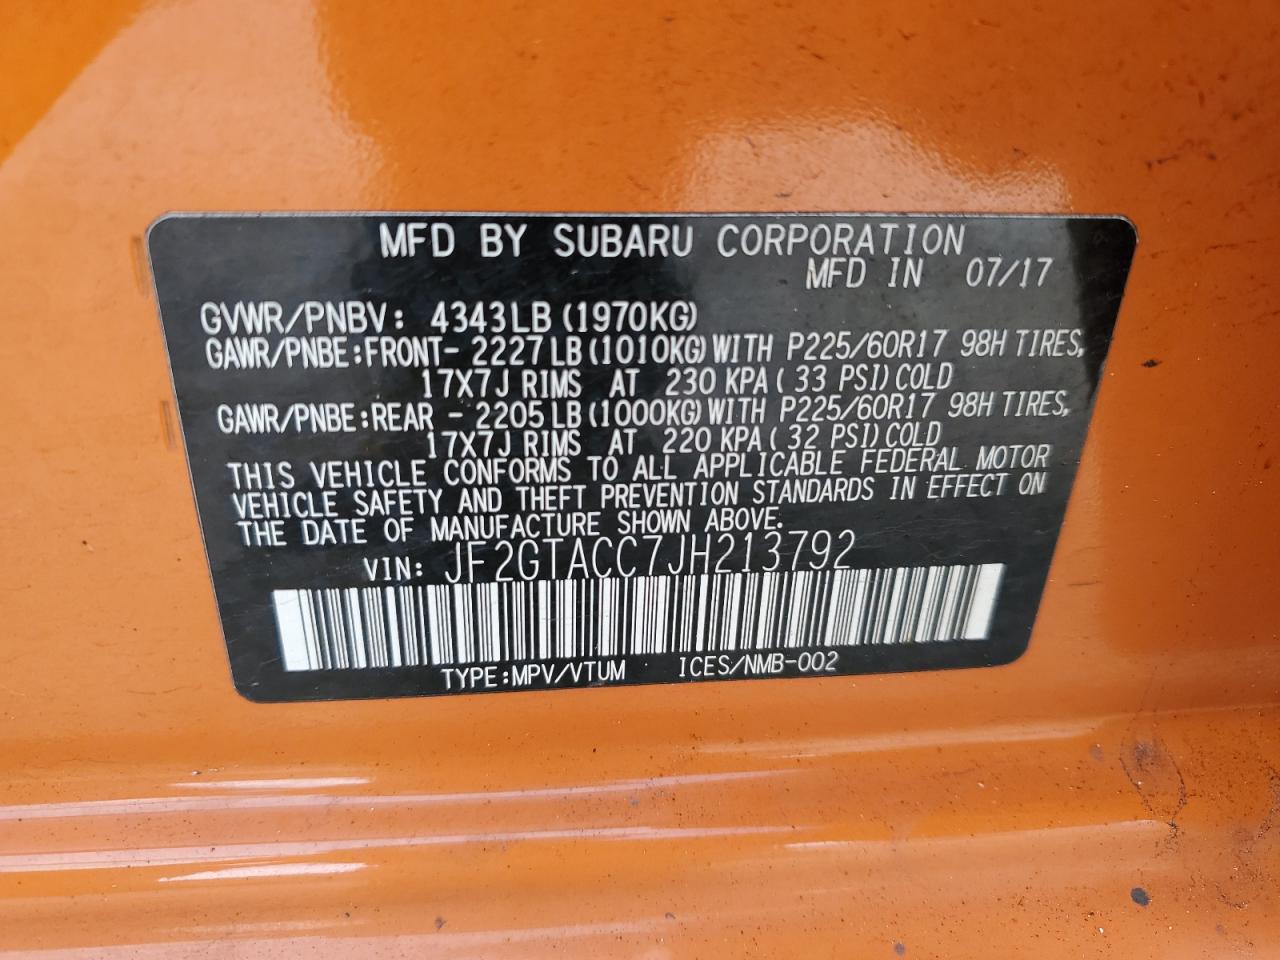 MFD BY SUBARU CORPORATION
MFD IN 07/17
GVWR/PNBV: 4343LB (1970KG)
GAWR/PNBE:FRONT- 2227LB(1010KG) WITH P225/60R17 98H TIRES,
17X7J RIMS AT 230 KPA(33 PSI) COLD
GAWR/PNBE:REAR - 2205LB(1000KG) WITH P225/60R17 98H TIRES,
17X7J RIMS AT 220 KPA(32 PSI) COLD
THIS VEHICLE CONFORMS TO ALL APPLICABLE FEDERAL MOTOR
VEHICLE SAFETY AND THEFT PREVENTION STANDARDS IN EFFECT ON
THE DATE OF MANUFACTURE SHOWN ABOVE.
VIN: JF2GTACC7JH213792
TYPE:MPV/VTUM ICES/NMB-002